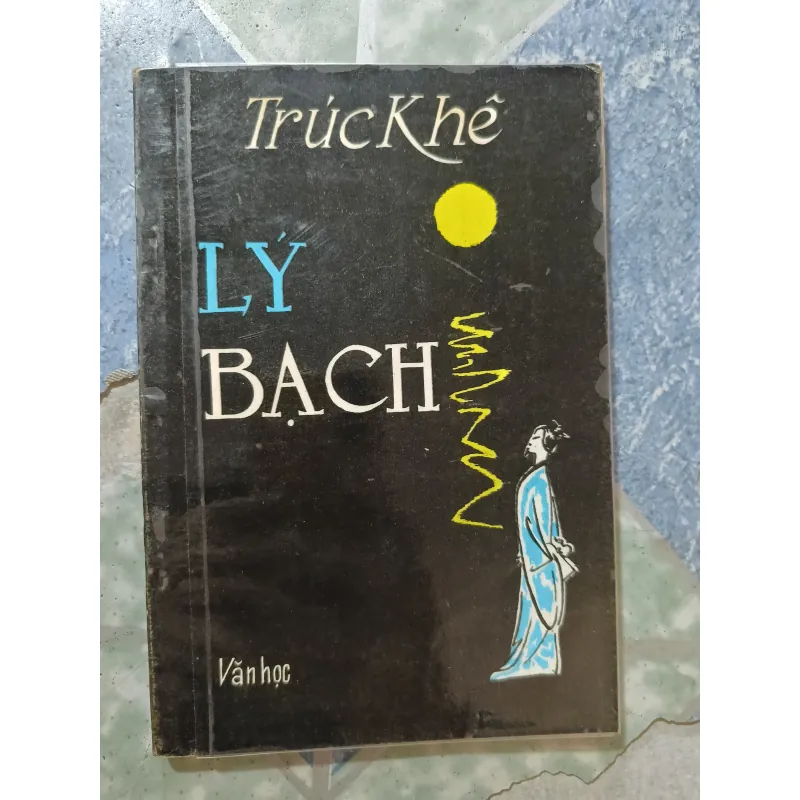 Trúc Khê
LÝ
BẠCH
Văn học